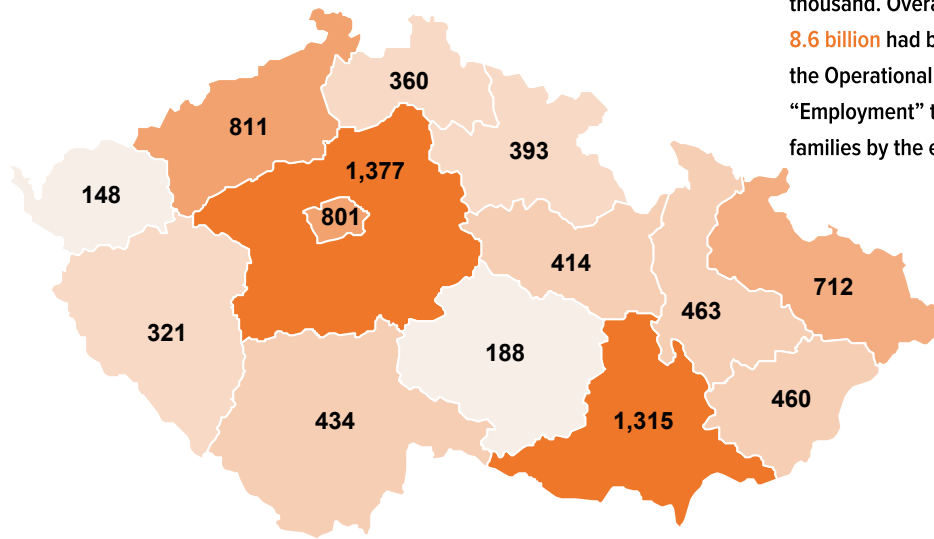 thousand.
8.6 billion had
the Operational
“Employment”
families by the
360
811
393
1,377
148
801
414
712
463
321
188
460
434
1,315